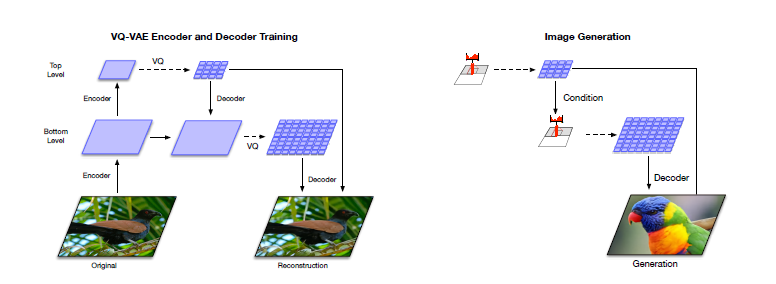 VQ-VAE Encoder and Decoder Training
Top
Level
VQ
Encoder
Decoder
Bottom
Level
VQ
Encoder
Decoder
Original
Reconstruction
Image Generation
Condition
Decoder
Generation